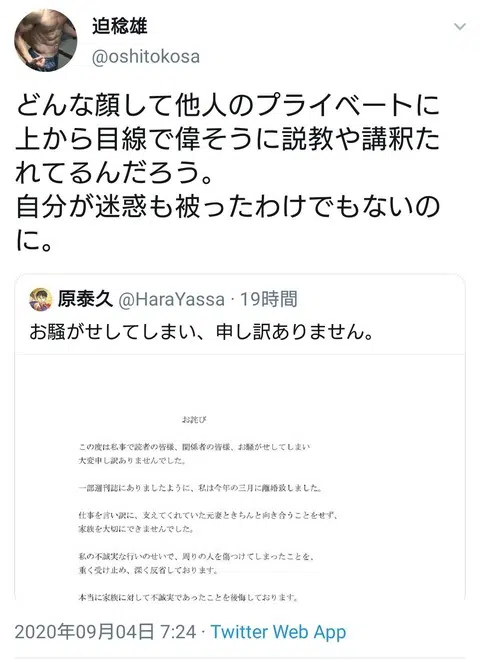 迫稔雄
@oshitokosa
どんな顔して他人のプライベートに
上から目線で偉そうに説教や講釈た
れてるんだろう。
自分が迷惑も被ったわけでもないの
に。
原泰久 @HaraYassa · 19時間
お騒がせしてしまい、申し訳ありません。
お詫び
この度は私事で読者の皆様、関係者の皆様、お騒がせしてしまい
大変申し訳ありませんでした。
一部週刊誌にありましたように、私は今年の三月に離婚致しました。
仕事を言い訳に、支えてくれていた元妻ときちんと向き合うことをせず、
家族を大切にできませんでした。
私の不誠実な行いのせいで、周りの人を傷つけてしまったことを、
重く受け止め、深く反省しております。
本当に家族に対して不誠実であったことを後悔しております。
2020年09月04日 7:24 · Twitter Web App